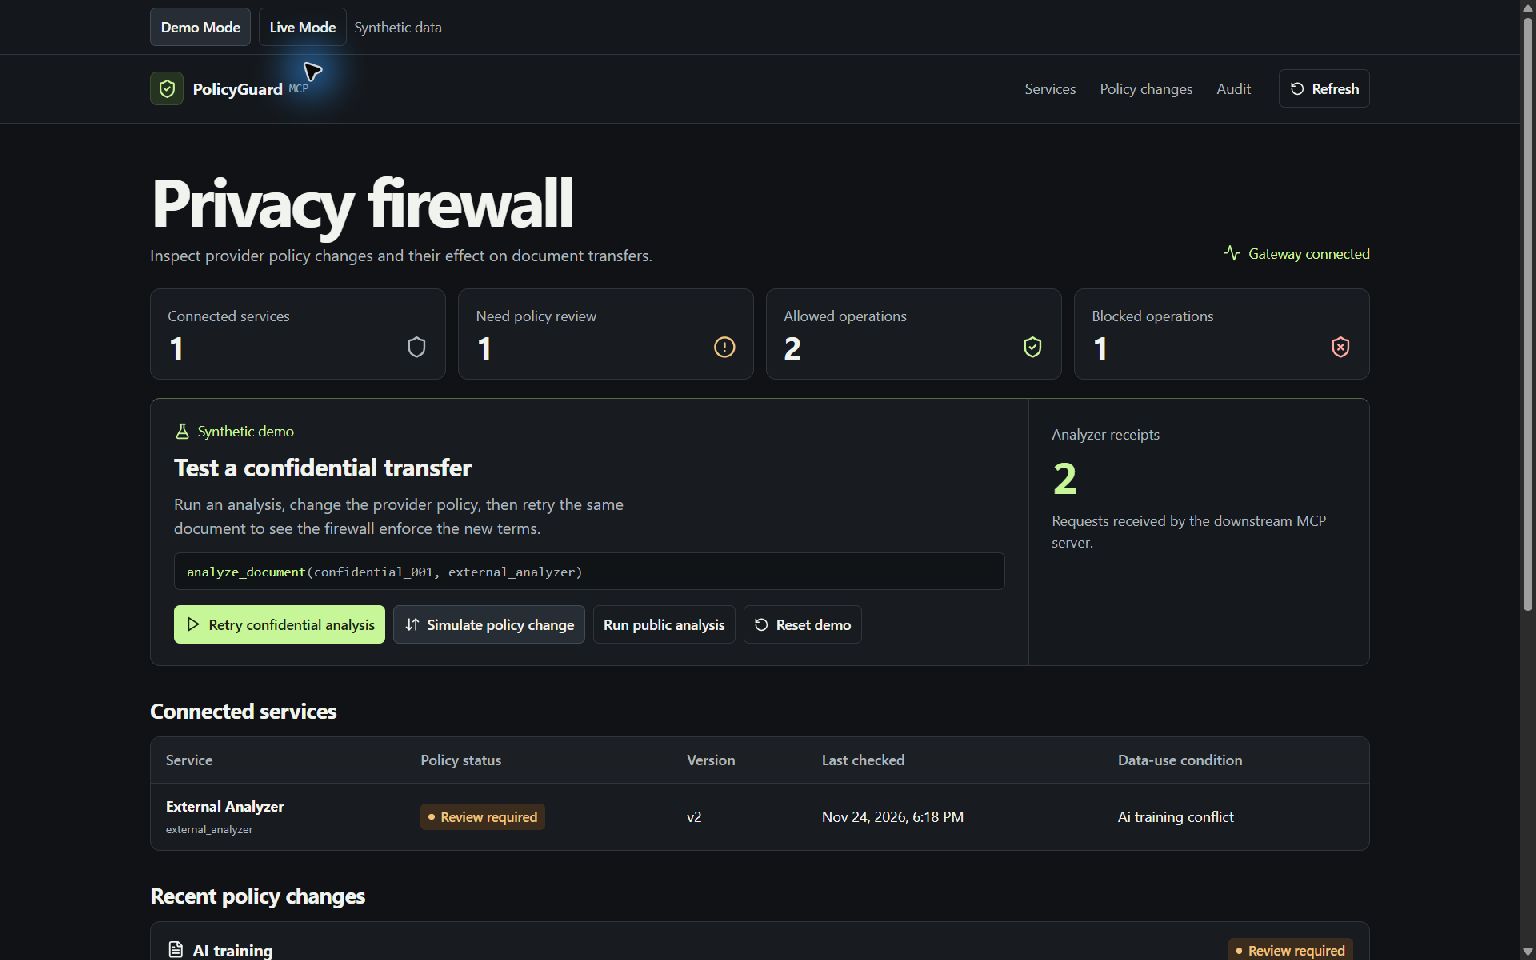 Demo Mode
Live Mode
Synthetic data
PolicyGuard MCP
Services
Policy changes
Audit
Refresh
Privacy firewall
Inspect provider policy changes and their effect on document transfers.
Gateway connected
Connected services
1
Need policy review
1
Allowed operations
2
Blocked operations
1
Synthetic demo
Test a confidential transfer
Run an analysis, change the provider policy, then retry the same
document to see the firewall enforce the new terms.
analyze_document(confidential_001, external_analyzer)
Retry confidential analysis
Simulate policy change
Run public analysis
Reset demo
Analyzer receipts
2
Requests received by the downstream MCP
server.
Connected services
Service Policy status Version Last checked Data-use condition
External Analyzer
external_analyzer
Review required
v2
Nov 24, 2026, 6:18 PM
Ai training conflict
Recent policy changes
AI training
Review required